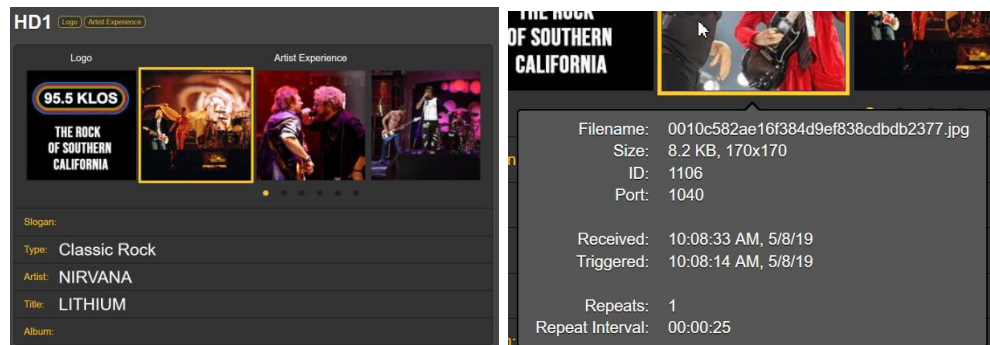 HD1 Logo Artist Experience
Logo
Artist Experience
95.5 KLOS
THE ROCK
OF SOUTHERN
CALIFORNIA
Slogan:
Type: Classic Rock
Artist: NIRVANA
Title: LITHIUM
Album:
THE ROCK
OF SOUTHERN
CALIFORNIA
Filename: 0010c582ae16f384d9ef838cdbdb2377.jpg
Size: 8.2 KB, 170x170
ID: 1106
Port: 1040
Received: 10:08:33 AM, 5/8/19
Triggered: 10:08:14 AM, 5/8/19
Repeats: 1
Repeat Interval: 00:00:25